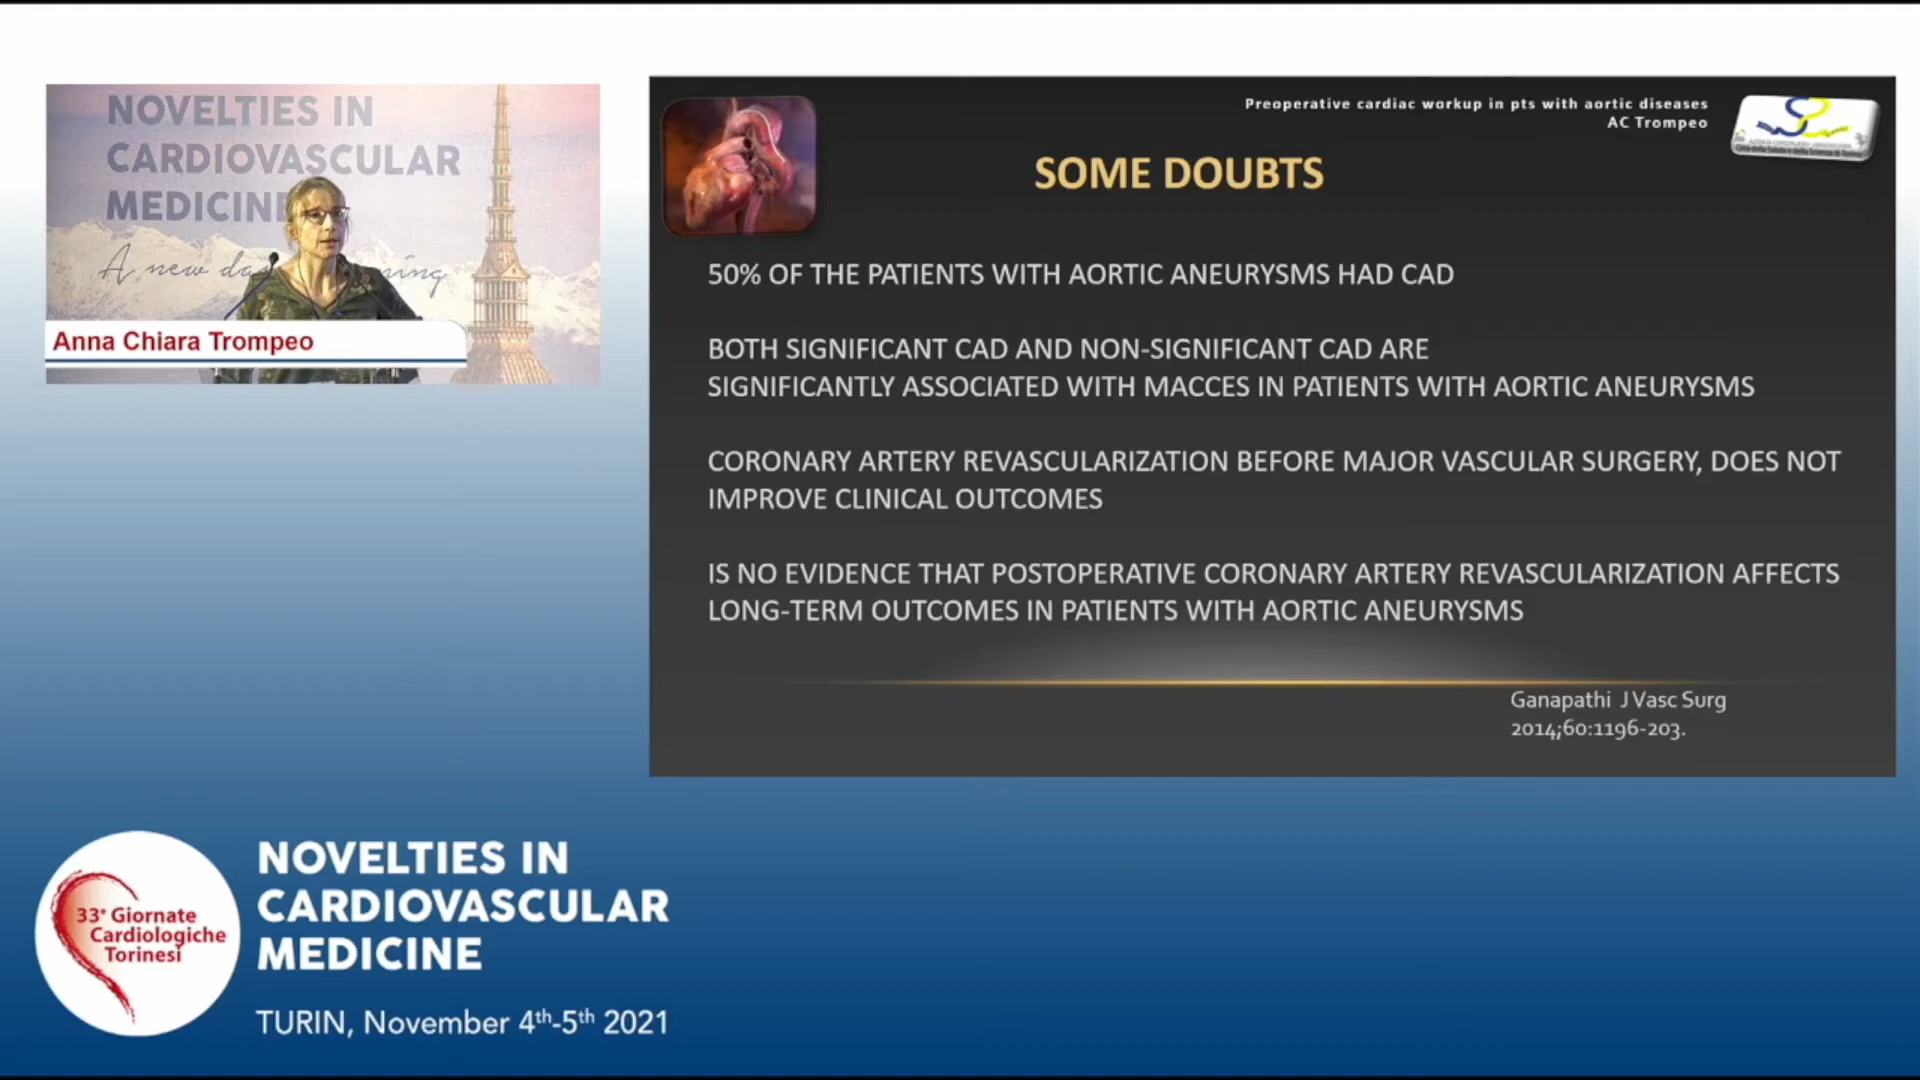 NOVELTIES IN
CARDIOVASCULAR
MEDICINE
A new da ning
Anna Chiara Trompeo
Preoperative cardiac workup in pts with aortic diseases
AC Trompeo
SOME DOUBTS
50% OF THE PATIENTS WITH AORTIC ANEURYSMS HAD CAD
BOTH SIGNIFICANT CAD AND NON-SIGNIFICANT CAD ARE
SIGNIFICANTLY ASSOCIATED WITH MACCES IN PATIENTS WITH AORTIC ANEURYSMS
CORONARY ARTERY REVASCULARIZATION BEFORE MAJOR VASCULAR SURGERY, DOES NOT
IMPROVE CLINICAL OUTCOMES
IS NO EVIDENCE THAT POSTOPERATIVE CORONARY ARTERY REVASCULARIZATION AFFECTS
LONG-TERM OUTCOMES IN PATIENTS WITH AORTIC ANEURYSMS
Ganapathi J Vasc Surg
2014;60:1196-203.
33° Giornate
Cardiologiche
Torinesi
NOVELTIES IN
CARDIOVASCULAR
MEDICINE
TURIN, November 4th-5th 2021